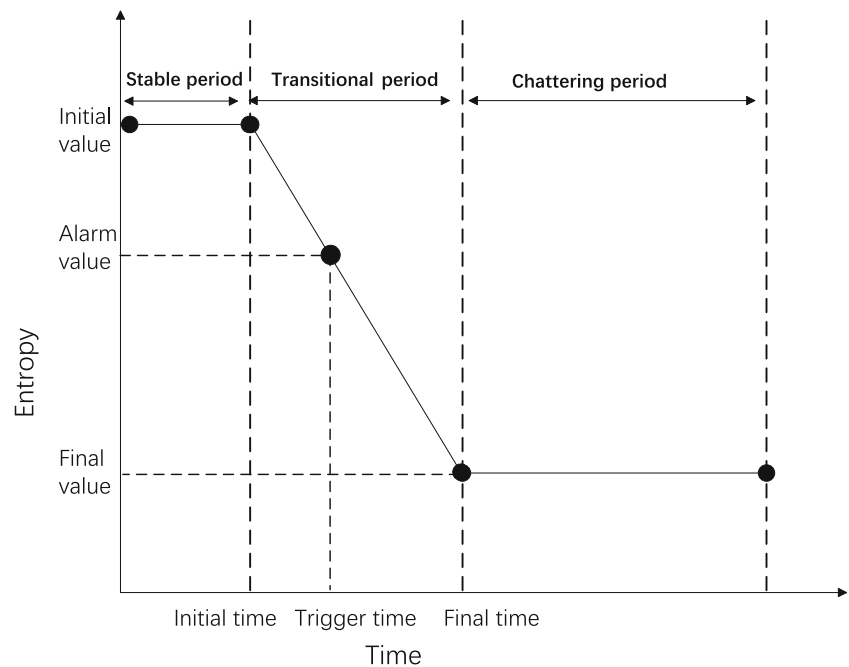 Stable period
Transitional period
Chattering period
Initial
value
Alarm
value
Entropy
Final
value
Initial time
Trigger time
Final time
Time